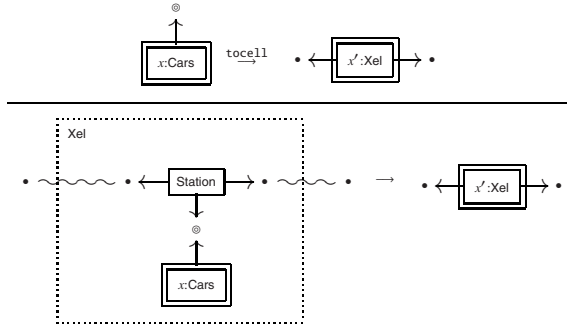 tocell
x:Cars
x′:Xel
Xel
Station
x′:Xel
x:Cars